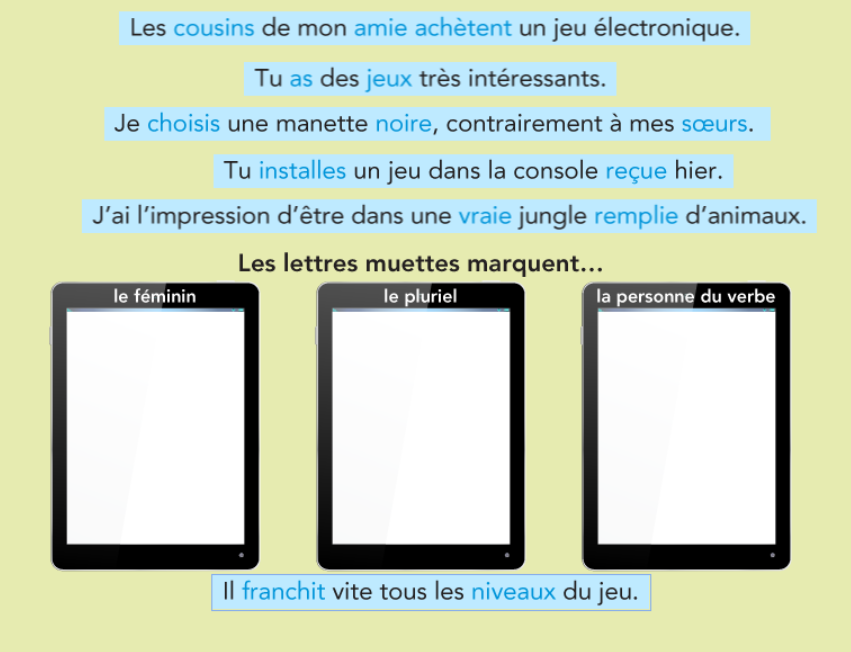 Les cousins de mon amie achètent un jeu électronique.
Tu as des jeux très intéressants.
Je choisis une manette noire, contrairement à mes sœurs.
Tu installes un jeu dans la console reçue hier.
J'ai l'impression d'être dans une vraie jungle remplie d'animaux.
Les lettres muettes marquent...
le féminin
le pluriel
la personne du verbe
Il franchit vite tous les niveaux du jeu.